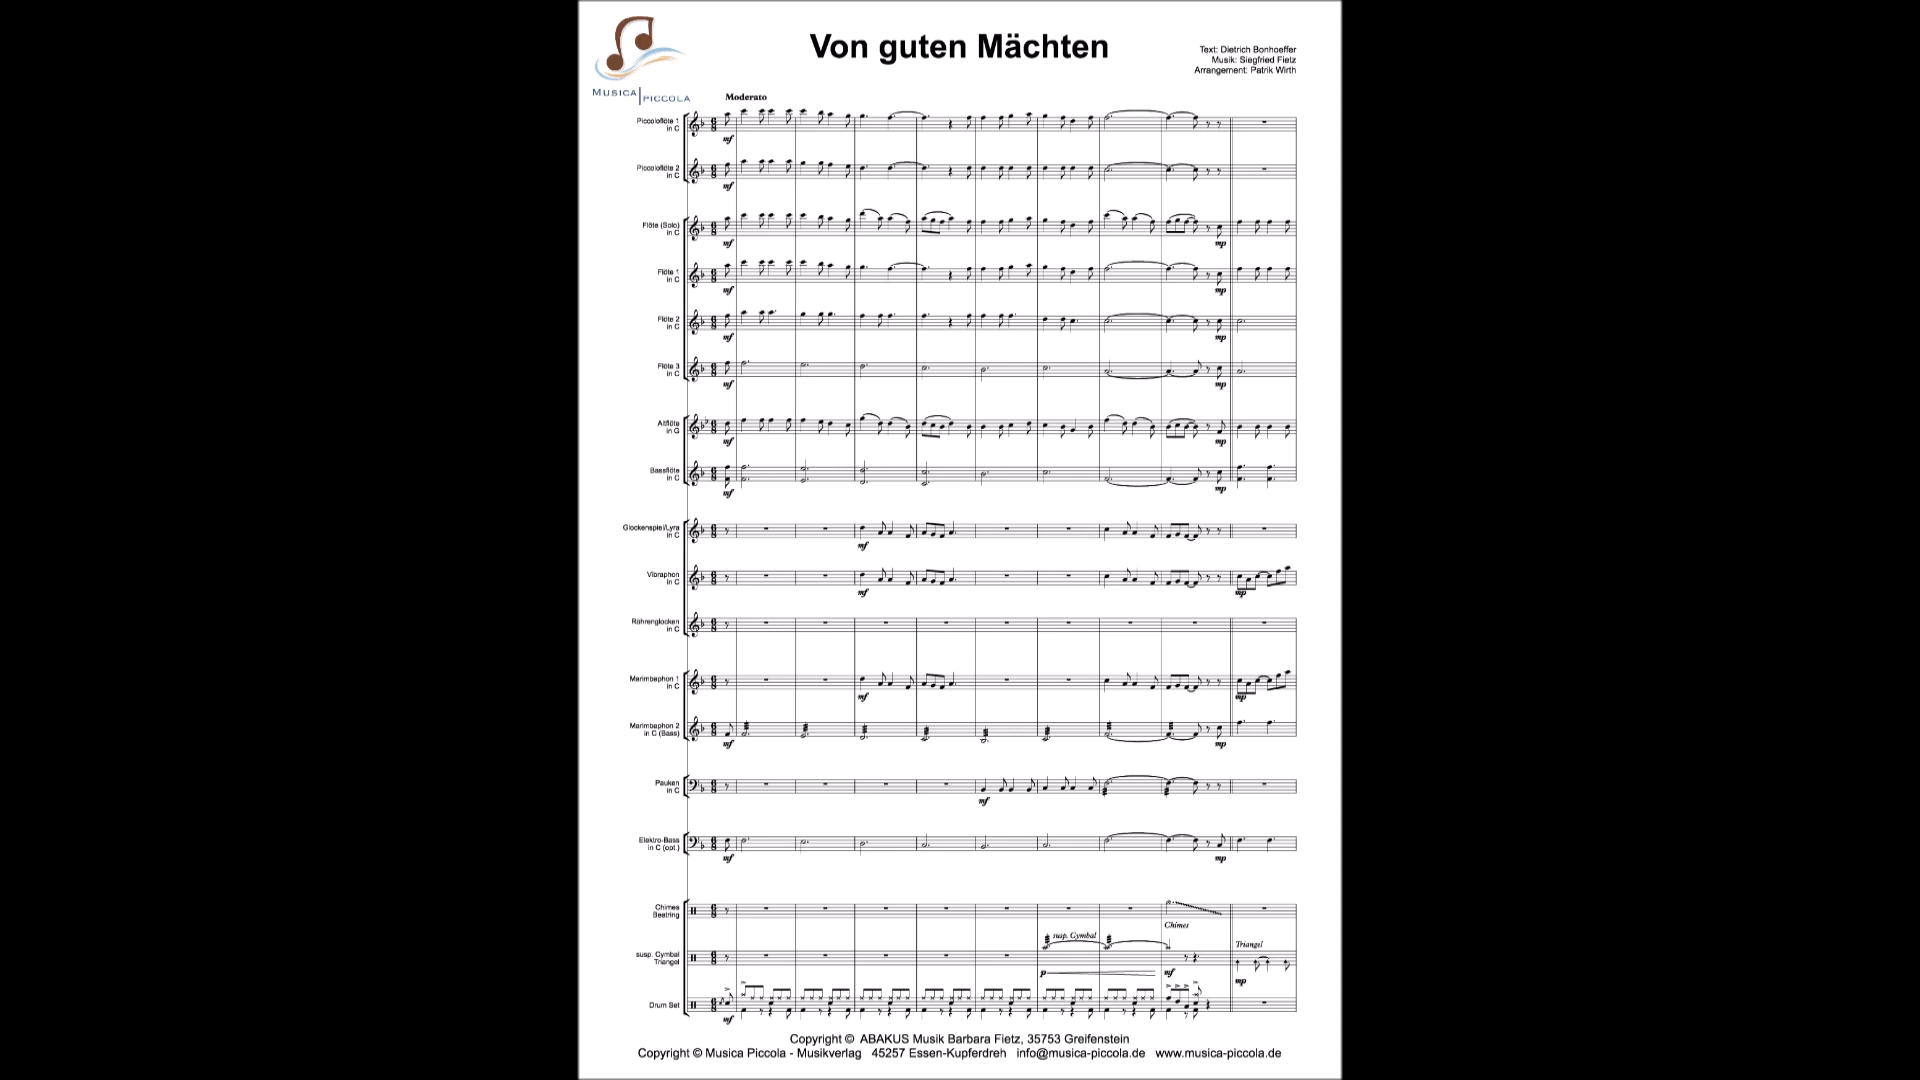 Von guten Mächten
Text: Dietrich Bonhoeffer
Musik: Siegfried Fietz
Arrangement: Patrik Wirth
MUSICA PICCOLA
Moderato
Piccoloflöte 1
in C
mf
Piccoloflöte 2
in C
mf
Flöte (Solo)
in C
mf
mp
Flöte 1
in C
mf
mp
Flöte 2
in C
mf
mp
Flöte 3
in C
mf
mp
Altflöte
in G
mf
mp
Bassflöte
in C
mf
mp
Glockenspiel/Lyra
in C
mf
Vibraphon
in C
mf
mp
Röhrenglocken
in C
Marimbaphon 1
in C
mf
mp
Marimbaphon 2
in C (Bass)
mf
mp
Pauken
in C
mf
Elektro-Bass
in C (opt.)
mf
mp
Chimes
Beatring
Chimes
susp. Cymbal
Triangel
susp. Cymbal
Triangel
p
mf
mp
Drum Set
mf
Copyright © ABAKUS Musik Barbara Fietz, 35753 Greifenstein
Copyright © Musica Piccola - Musikverlag 45257 Essen-Kupferdreh info@musica-piccola.de www.musica-piccola.de